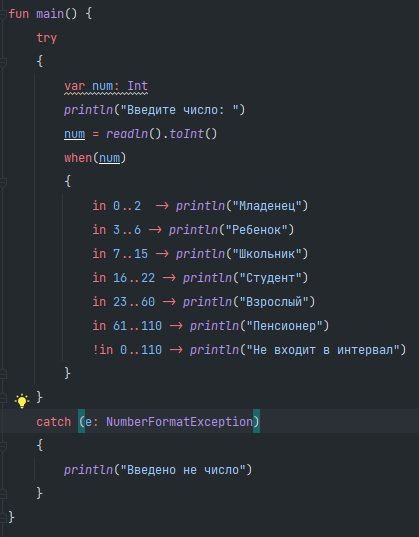 fun main() {
try
{
var num: Int
println("Введите число: ")
num = readln().toInt()
when(num)
{
in 0..2 -> println("Младенец")
in 3..6 -> println("Ребенок")
in 7..15 -> println("Школьник")
in 16..22 -> println("Студент")
in 23..60 -> println("Взрослый")
in 61..110 -> println("Пенсионер")
!in 0..110 -> println("Не входит в интервал")
}
}
catch (e: NumberFormatException)
{
println("Введено не число")
}
}